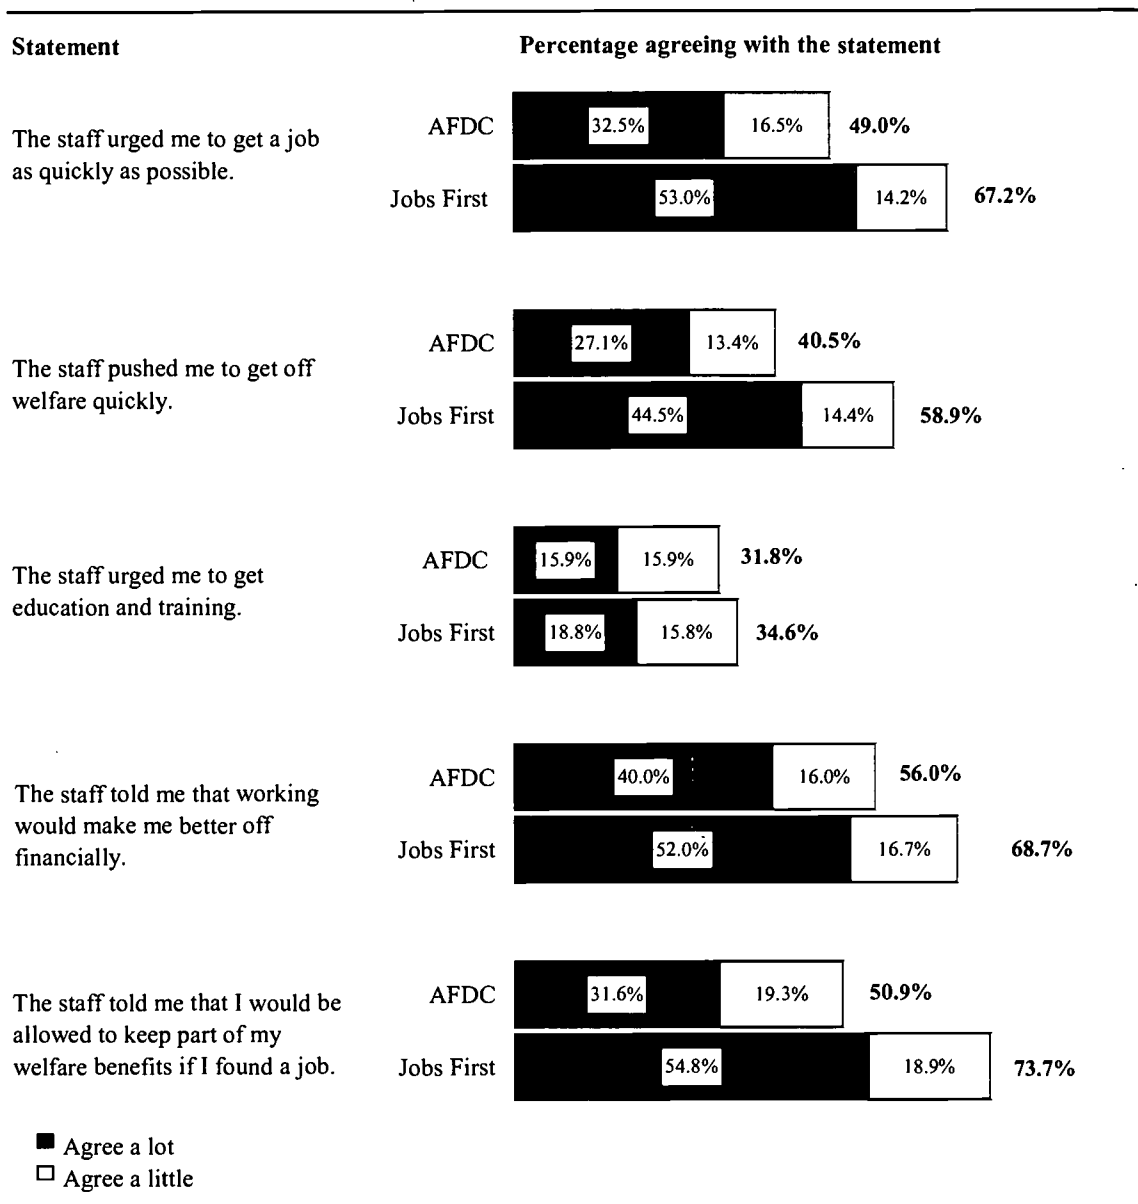 Statement
Percentage agreeing with the statement
The staff urged me to get a job
as quickly as possible.
AFDC 32.5% 16.5% 49.0%
Jobs First 53.0% 14.2% 67.2%
The staff pushed me to get off
welfare quickly.
AFDC 27.1% 13.4% 40.5%
Jobs First 44.5% 14.4% 58.9%
The staff urged me to get
education and training.
AFDC 15.9% 15.9% 31.8%
Jobs First 18.8% 15.8% 34.6%
The staff told me that working
would make me better off
financially.
AFDC 40.0% 16.0% 56.0%
Jobs First 52.0% 16.7% 68.7%
The staff told me that I would be
allowed to keep part of my
welfare benefits if I found a job.
AFDC 31.6% 19.3% 50.9%
Jobs First 54.8% 18.9% 73.7%
Agree a lot
Agree a little